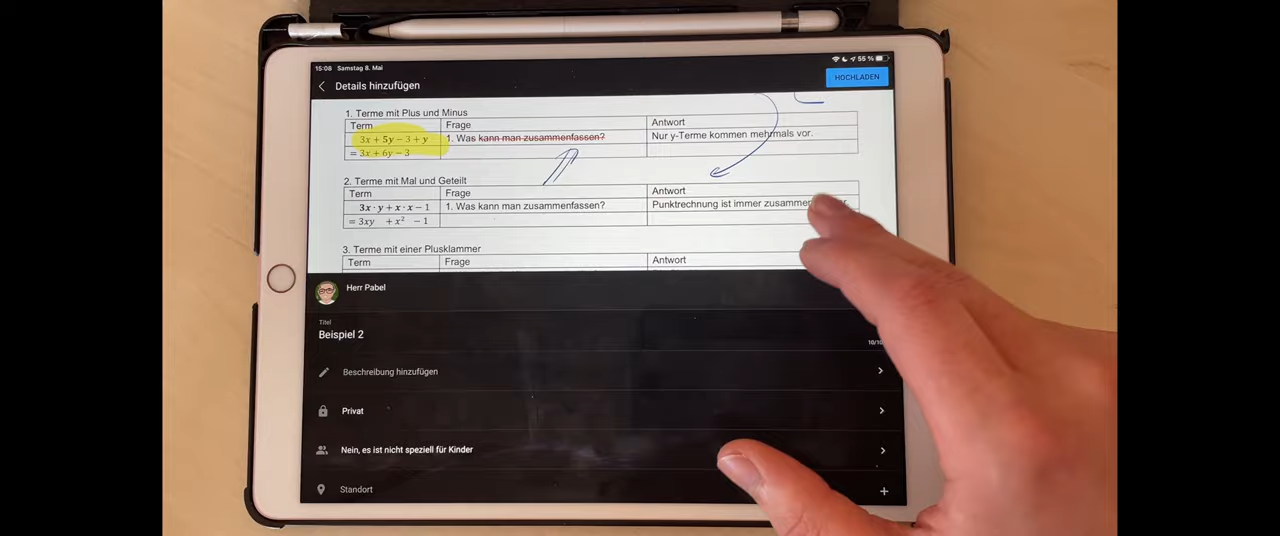 15:08 Samstag 8. Mai
55 %
Details hinzufügen
HOCHLADEN
1. Terme mit Plus und Minus
Term Frage Antwort
3x + 5y − 3 + y 1. Was kann man zusammenfassen? Nur y-Terme kommen mehrmals vor.
= 3x + 6y − 3
2. Terme mit Mal und Geteilt
Term Frage Antwort
3x · y + x · x − 1 1. Was kann man zusammenfassen? Punktrechnung ist immer
= 3xy + x² − 1
3. Terme mit einer Plusklammer
Term Frage Antwort
Herr Pabel
Titel
Beispiel 2
Beschreibung hinzufügen
Privat
Nein, es ist nicht speziell für Kinder
Standort